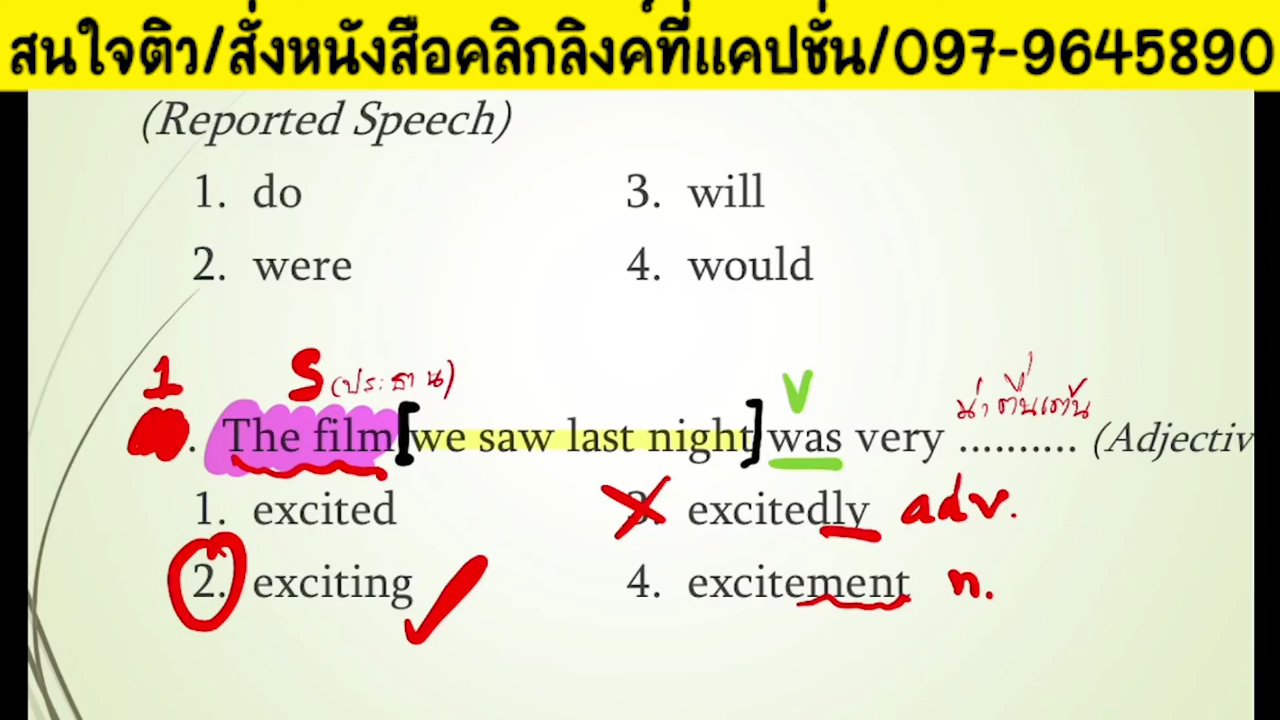 สนใจติว/สั่งหนังสือคลิกลิงค์ที่แคปชั่น/097-9645890
(Reported Speech)
1. do 3. will
2. were 4. would
1 S (ประธาน) V น่าตื่นเต้น
. The film [we saw last night] was very .......... (Adjectiv
1. excited 3. excitedly adv.
2. exciting 4. excitement n.